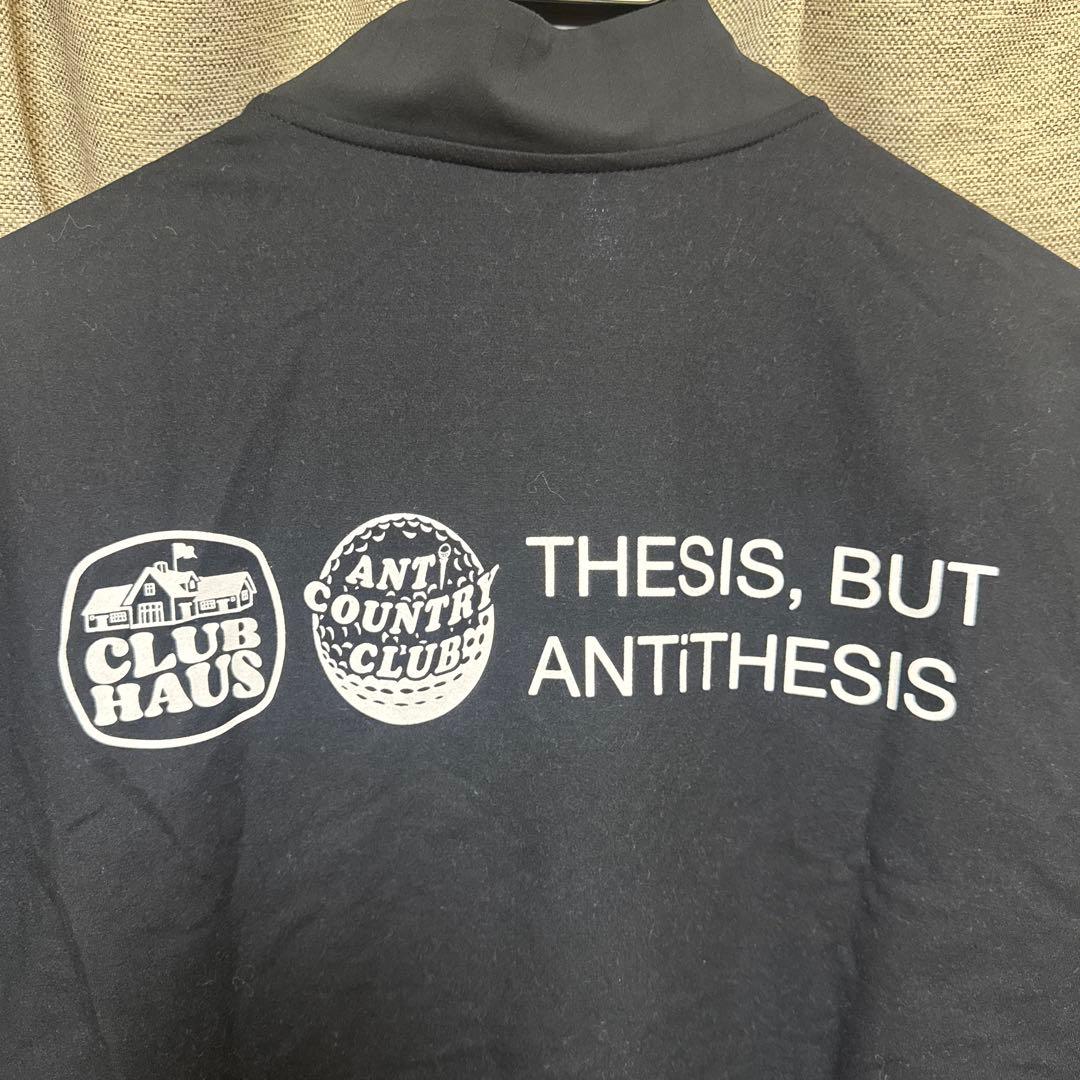 CLUB
HAUS
ANTi
COUNTRY
CLUB
THESIS, BUT
ANTiTHESIS